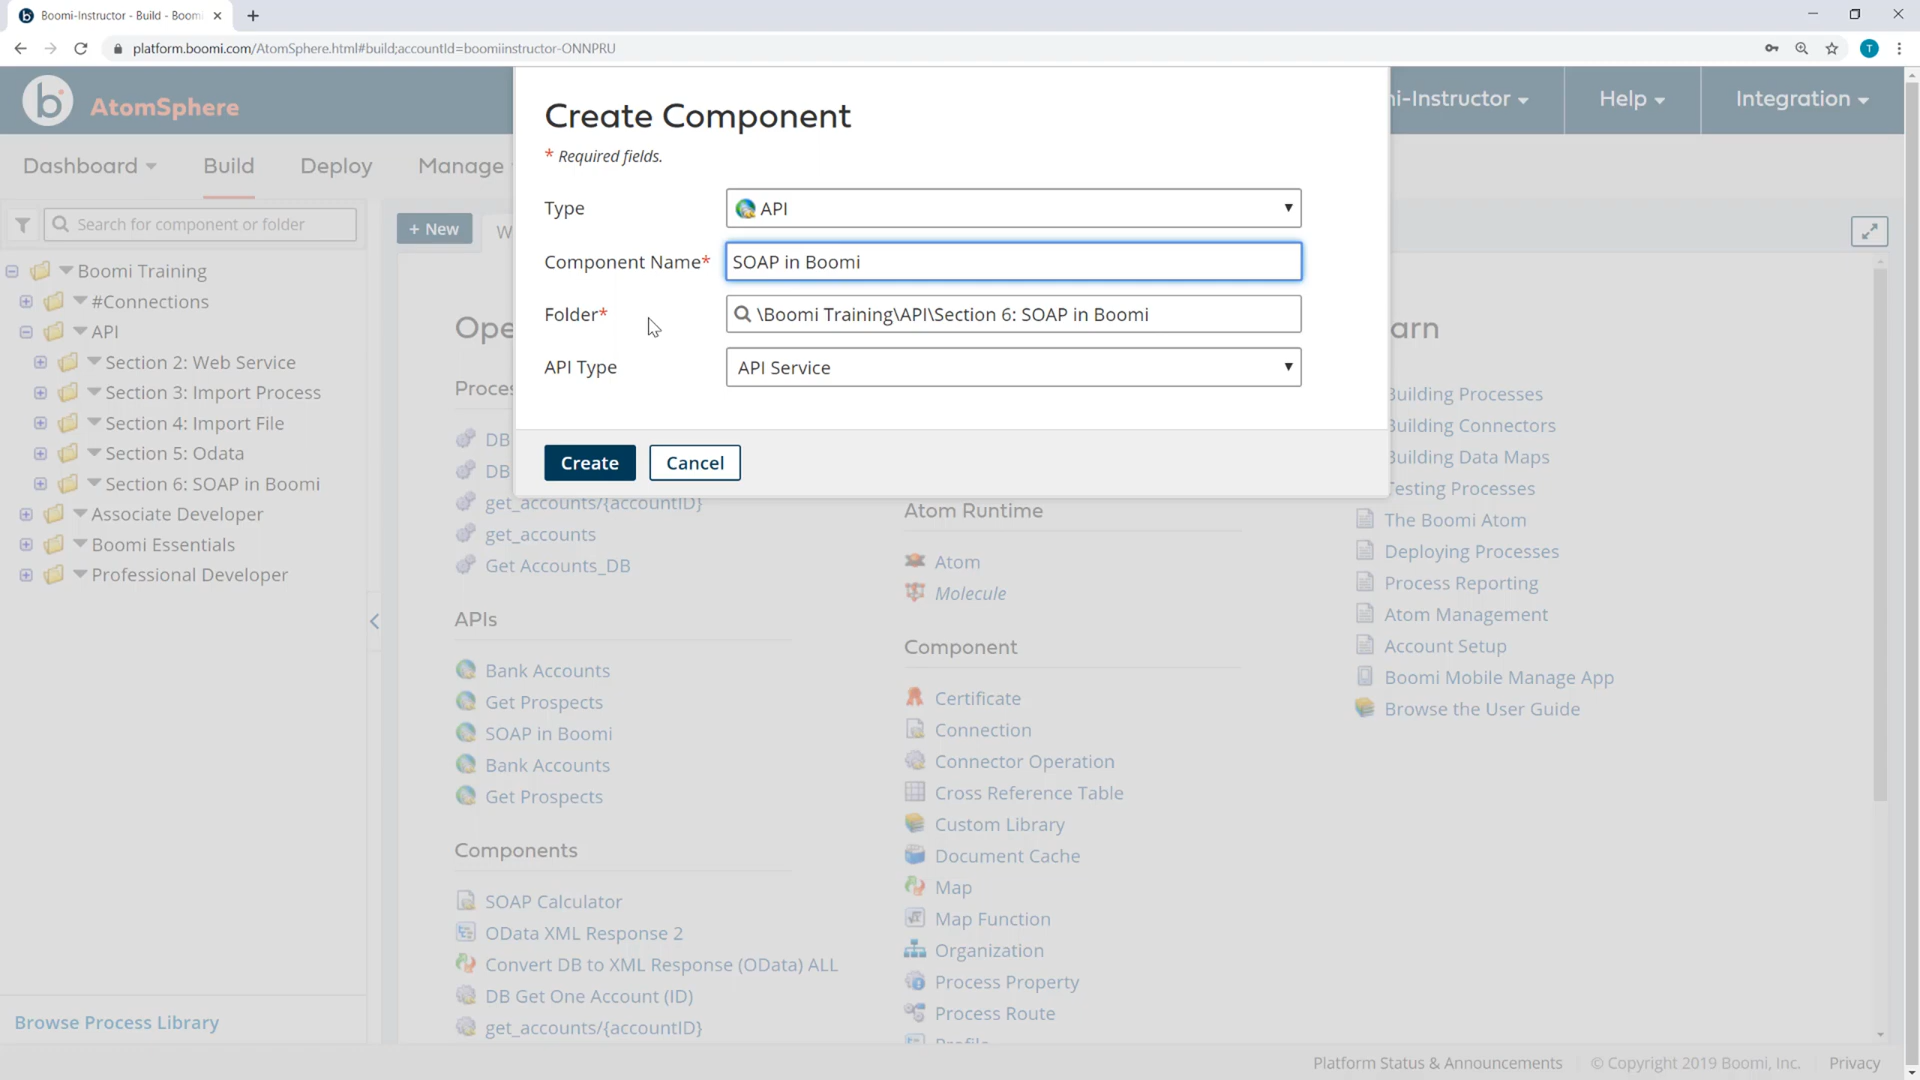 Boomi-Instructor - Build - Boomi
platform.boomi.com/AtomSphere.html#build;accountId=boomiinstructor-ONNPRU
T
b
AtomSphere
ni-Instructor
Help
Integration
Dashboard
Build
Deploy
Manage
Search for component or folder
+ New
W
Boomi Training
#Connections
API
Section 2: Web Service
Section 3: Import Process
Section 4: Import File
Section 5: Odata
Section 6: SOAP in Boomi
Associate Developer
Boomi Essentials
Professional Developer
Browse Process Library
Create Component
* Required fields.
Type
API
Component Name*
SOAP in Boomi
Folder*
\Boomi Training\API\Section 6: SOAP in Boomi
API Type
API Service
Create
Cancel
Ope
Proces
DB
DB
get_accounts/{accountID}
get_accounts
Get Accounts_DB
APIs
Bank Accounts
Get Prospects
SOAP in Boomi
Bank Accounts
Get Prospects
Components
SOAP Calculator
OData XML Response 2
Convert DB to XML Response (OData) ALL
DB Get One Account (ID)
get_accounts/{accountID}
Atom Runtime
Atom
Molecule
Component
Certificate
Connection
Connector Operation
Cross Reference Table
Custom Library
Document Cache
Map
Map Function
Organization
Process Property
Process Route
arn
Building Processes
Building Connectors
Building Data Maps
Testing Processes
The Boomi Atom
Deploying Processes
Process Reporting
Atom Management
Account Setup
Boomi Mobile Manage App
Browse the User Guide
Platform Status & Announcements
© Copyright 2019 Boomi, Inc.
Privacy